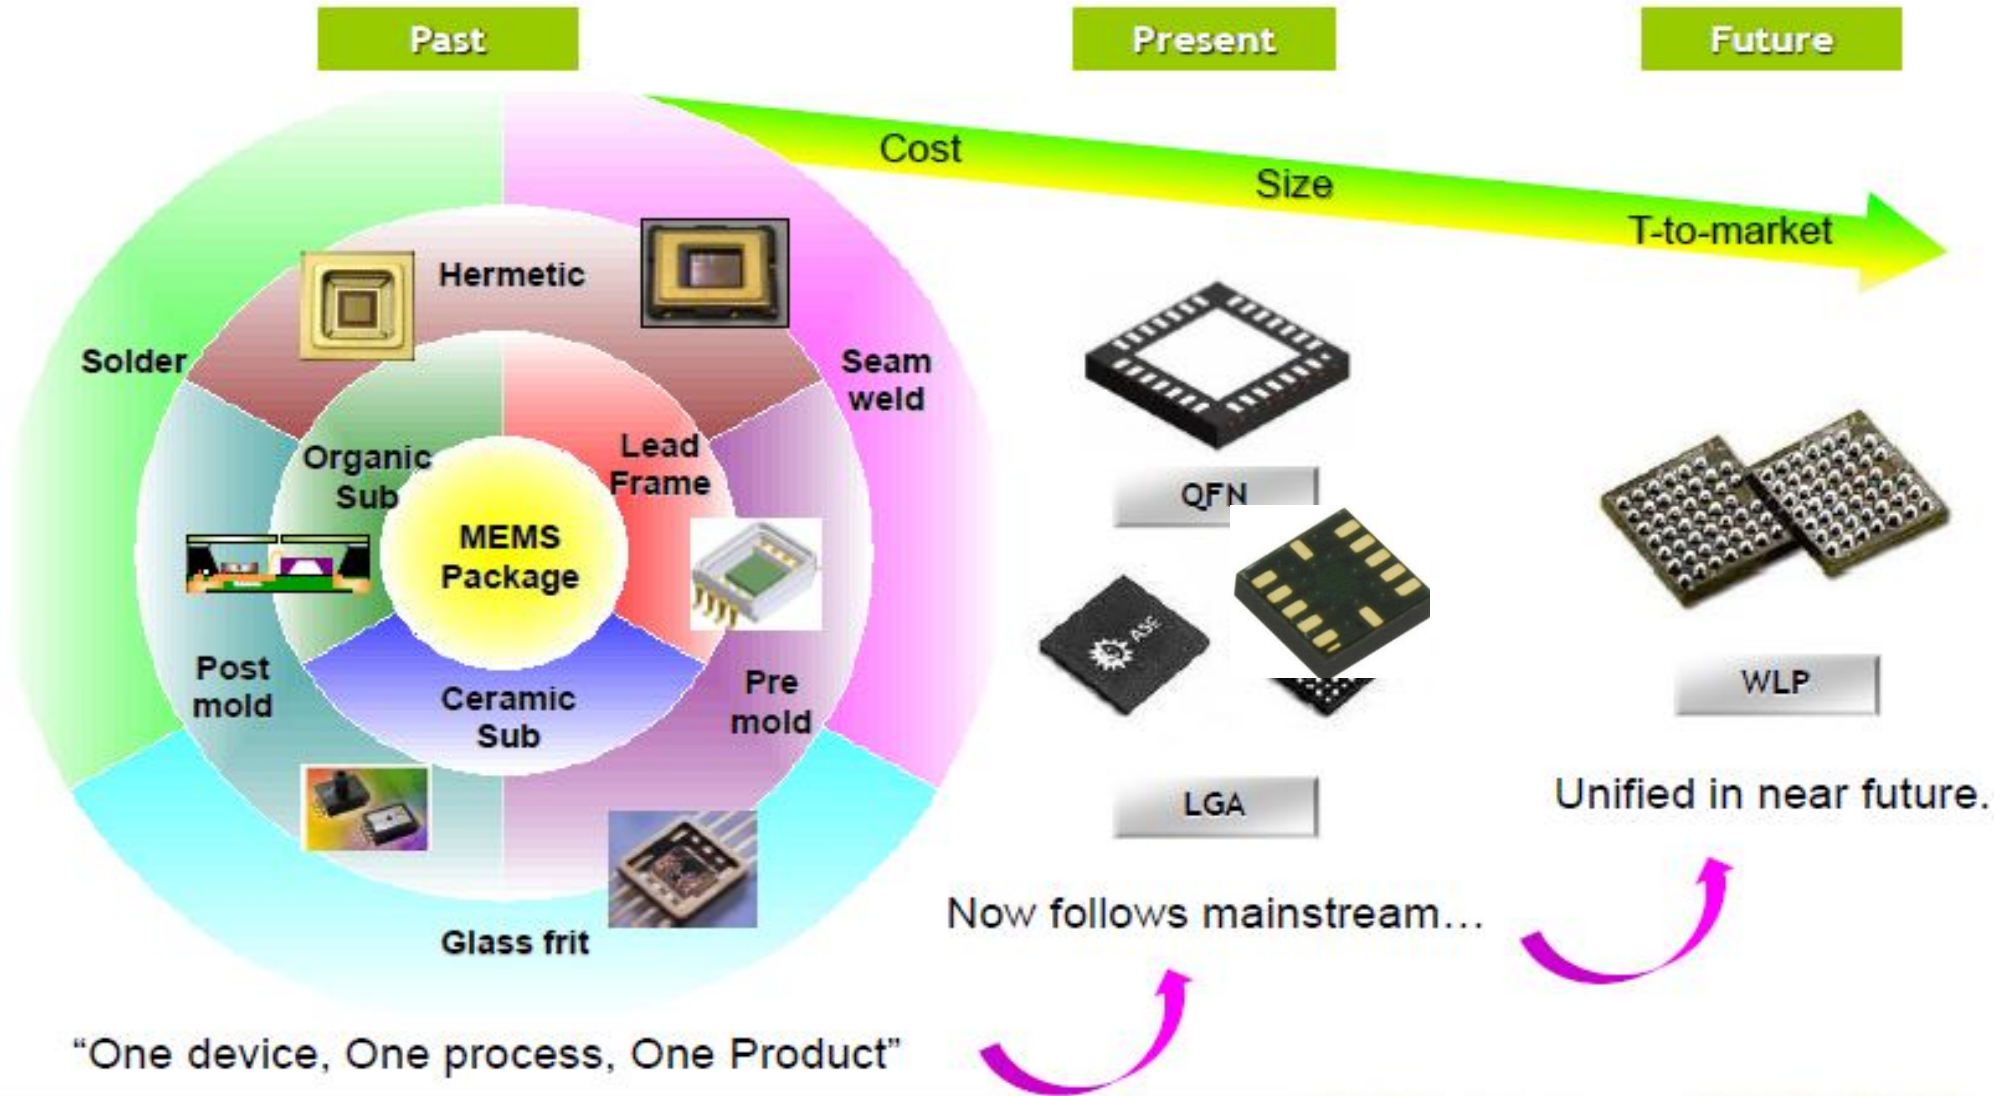 Past
Present
Future
Cost
Size
T-to-market
Hermetic
Solder
Seam
weld
Organic
Sub
Lead
Frame
MEMS
Package
Post
mold
Ceramic
Sub
Pre
mold
Glass frit
QFN
ASE
LGA
WLP
Unified in near future.
Now follows mainstream…
“One device, One process, One Product”